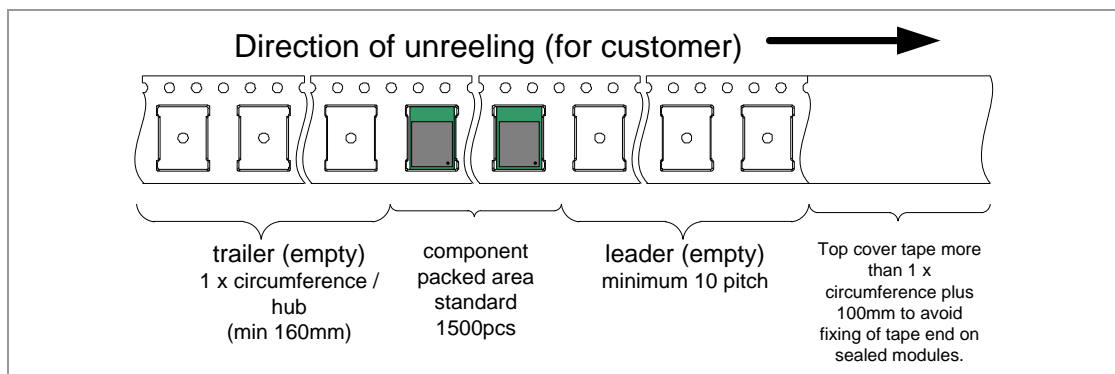 Direction of unreeling (for customer)
trailer (empty)
1 x circumference /
hub
(min 160mm)
component
packed area
standard
1500pcs
leader (empty)
minimum 10 pitch
Top cover tape more
than 1 x
circumference plus
100mm to avoid
fixing of tape end on
sealed modules.